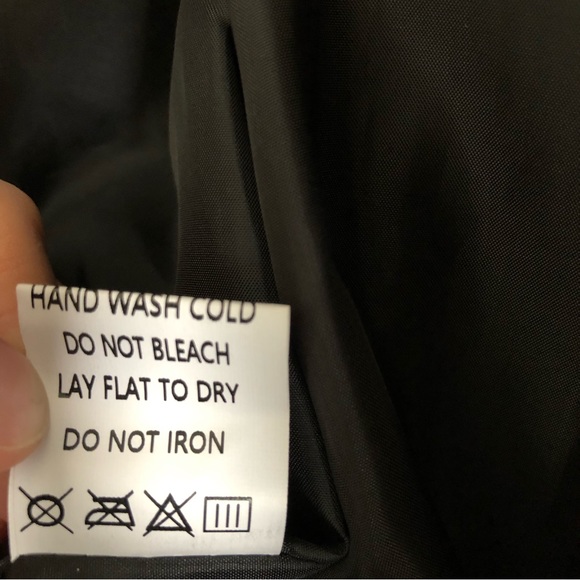 HAND WASH COLD
DO NOT BLEACH
LAY FLAT TO DRY
DO NOT IRON